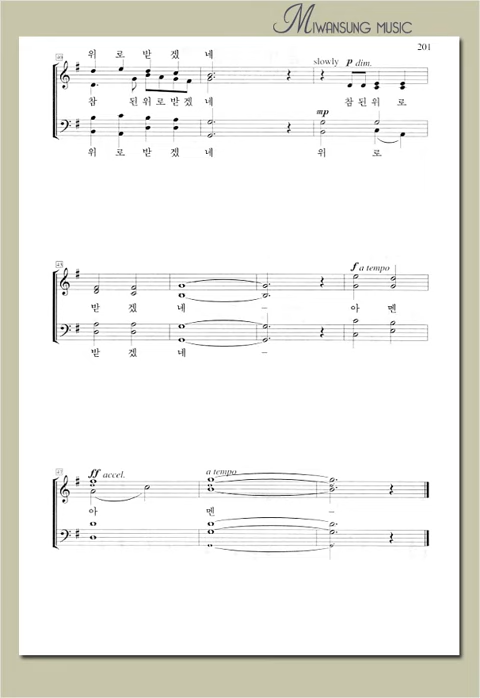 MIWANSUNG MUSIC
201
위 로 받 겠 네
slowly p dim.
참 된 위 로 받 겠 네 참 된 위 로
mp
위 로 받 겠 네 위 로
f a tempo
받 겠 네 – 아 멘
받 겠 네 –
ff accel. a tempo
아 멘 –